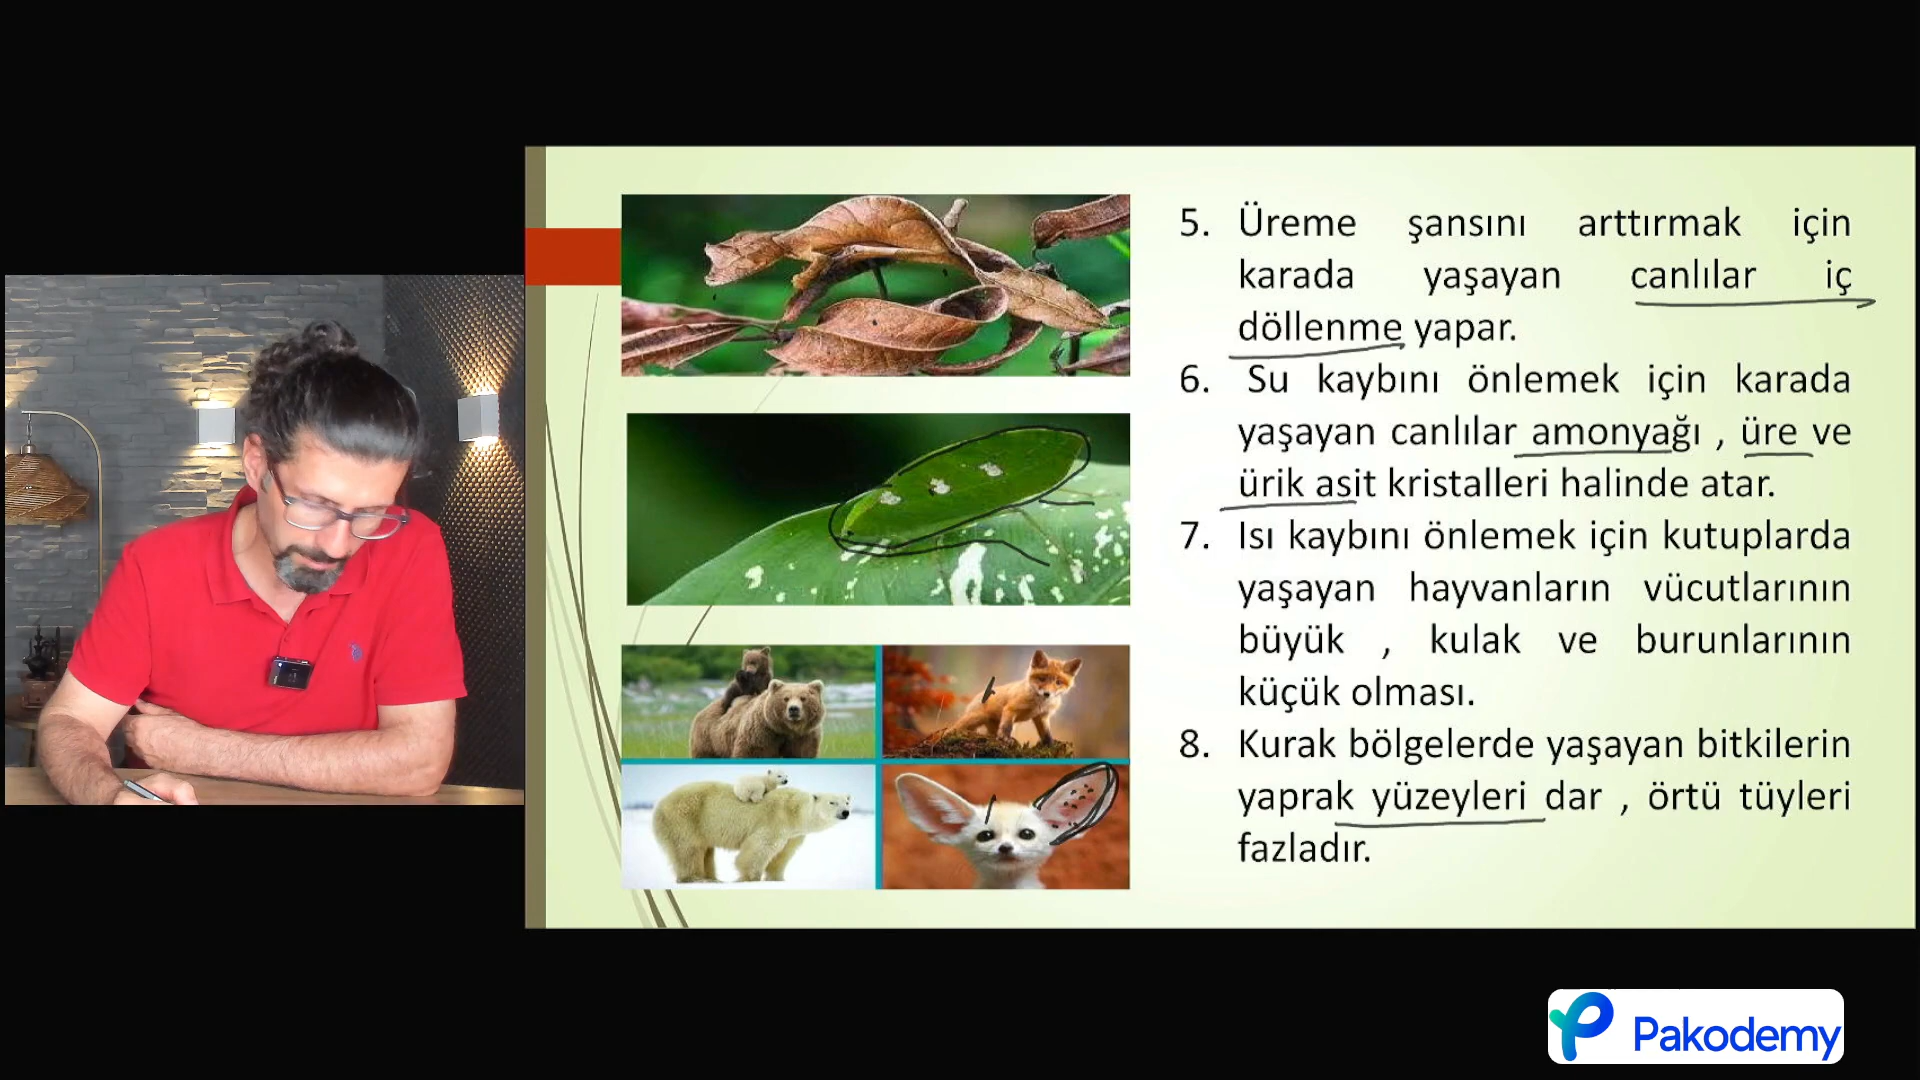 5. Üreme şansını arttırmak için
karada yaşayan canlılar iç
döllenme yapar.
6. Su kaybını önlemek için karada
yaşayan canlılar amonyağı , üre ve
ürik asit kristalleri halinde atar.
7. Isı kaybını önlemek için kutuplarda
yaşayan hayvanların vücutlarının
büyük , kulak ve burunlarının
küçük olması.
8. Kurak bölgelerde yaşayan bitkilerin
yaprak yüzeyleri dar , örtü tüyleri
fazladır.
Pakodemy